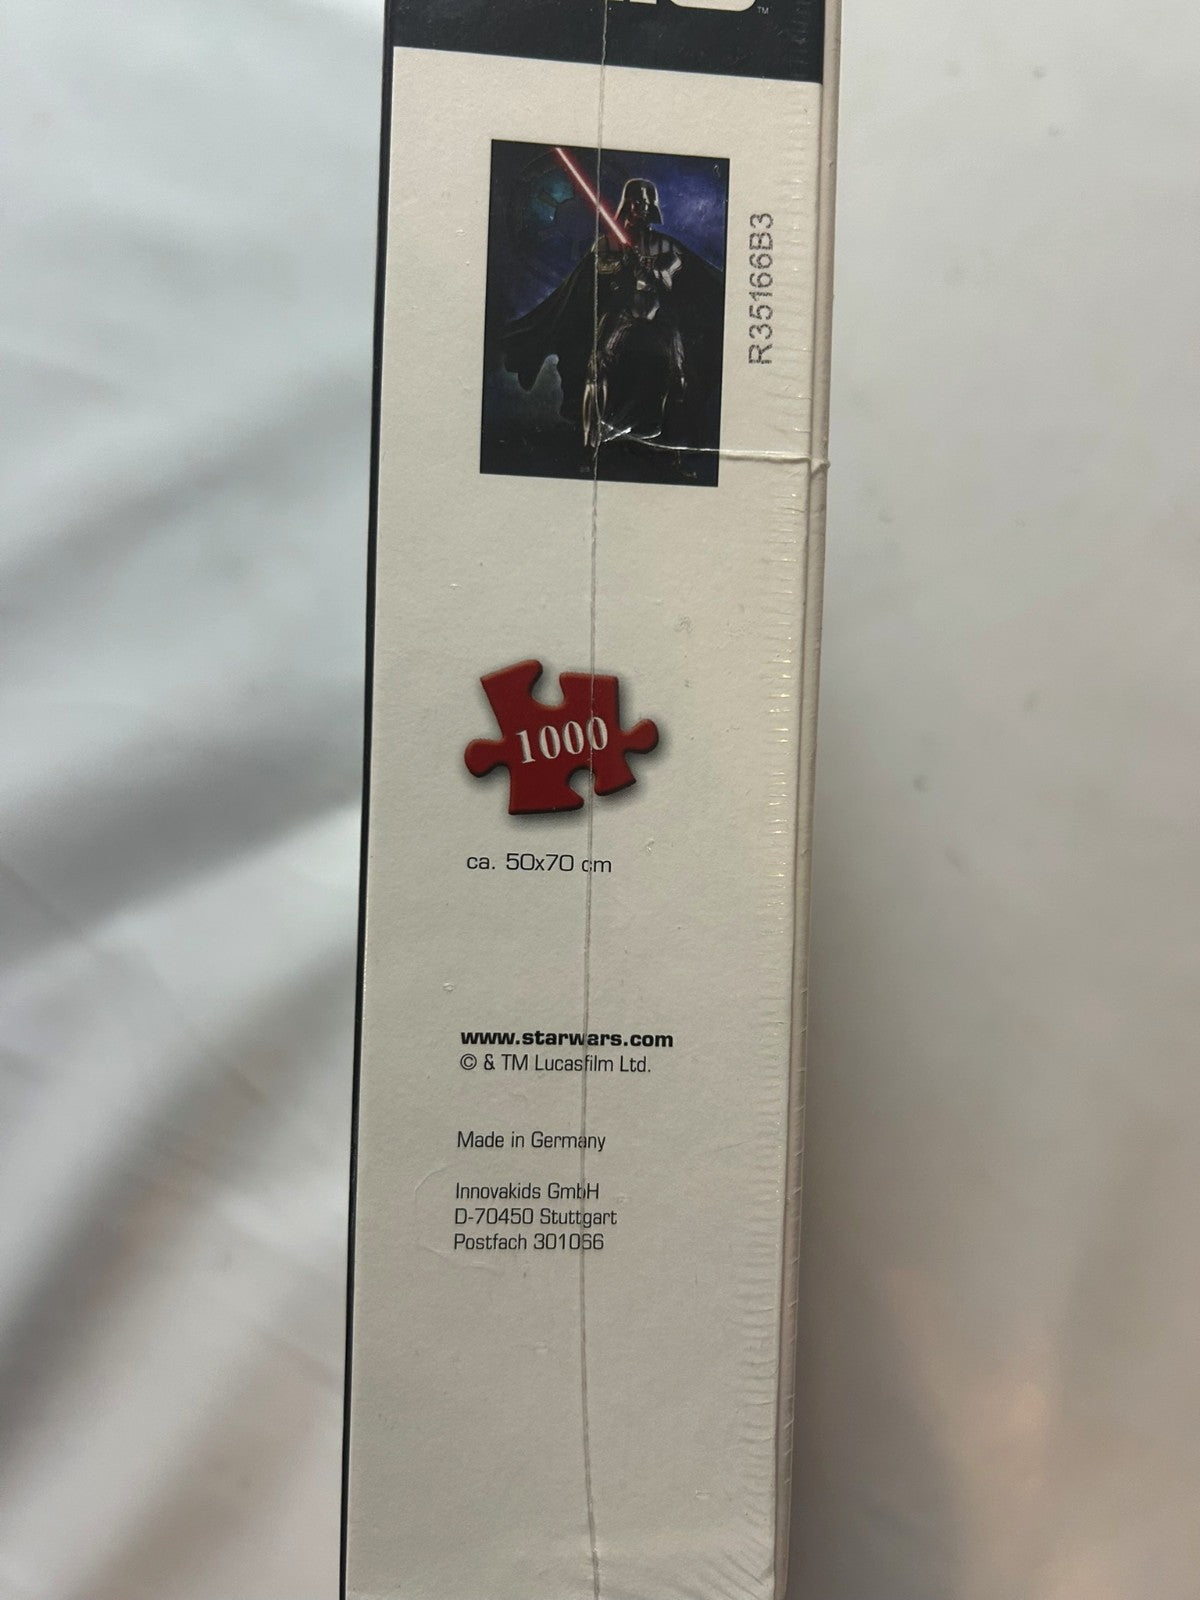 TM
R35166B3
1000
ca. 50x70 cm
www.starwars.com
© & TM Lucasfilm Ltd.
Made in Germany
Innovakids GmbH
D-70450 Stuttgart
Postfach 301066